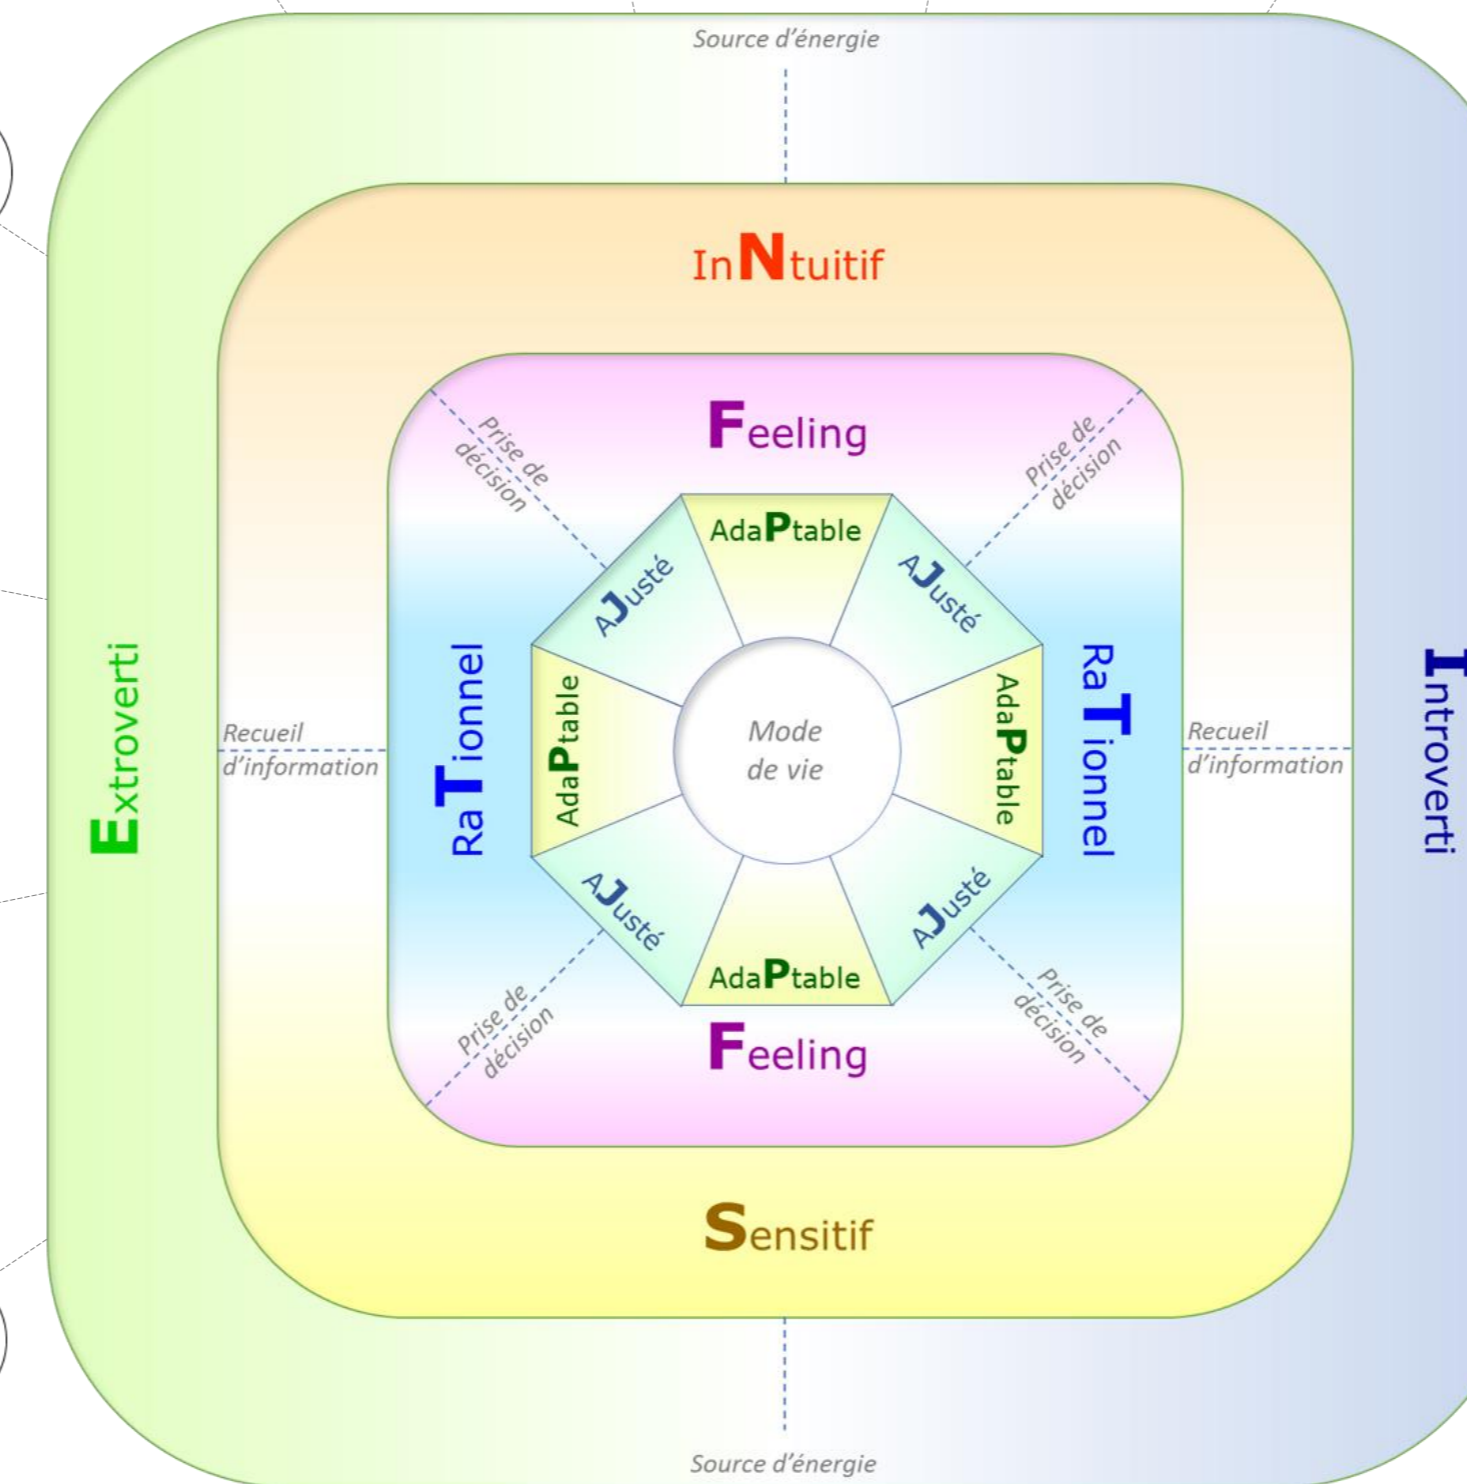 Source d’énergie
InNtuitif
Feeling
Prise de
décision
Prise de
décision
AdaPtable
AJusté
AJusté
Extroverti
RaTionnel
AdaPtable
Mode
de vie
AdaPtable
RaTionnel
Introverti
Recueil
d’information
Recueil
d’information
AJusté
AJusté
AdaPtable
Prise de
décision
Prise de
décision
Feeling
Sensitif
Source d’énergie